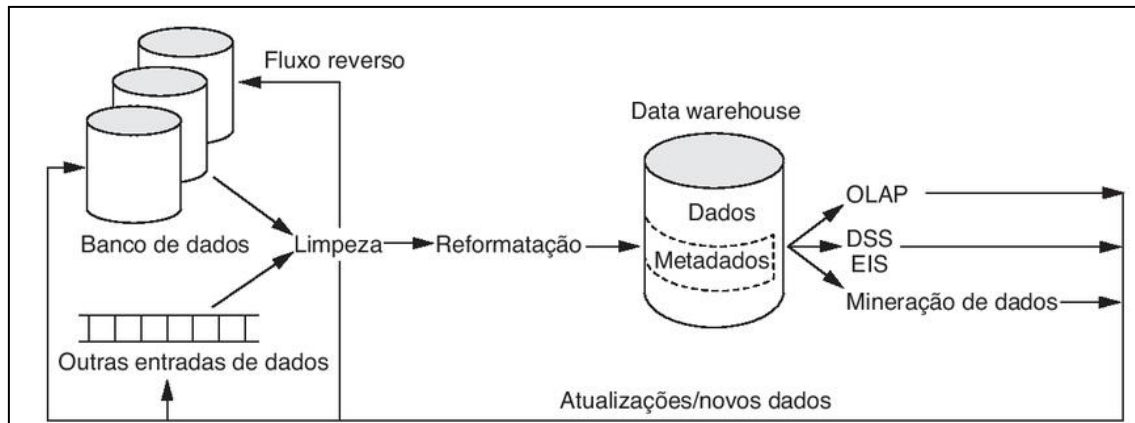 Fluxo reverso
Data warehouse
OLAP
Dados
Banco de dados
Limpeza
Reformatação
DSS
EIS
Metadados
Mineração de dados
Outras entradas de dados
Atualizações/novos dados